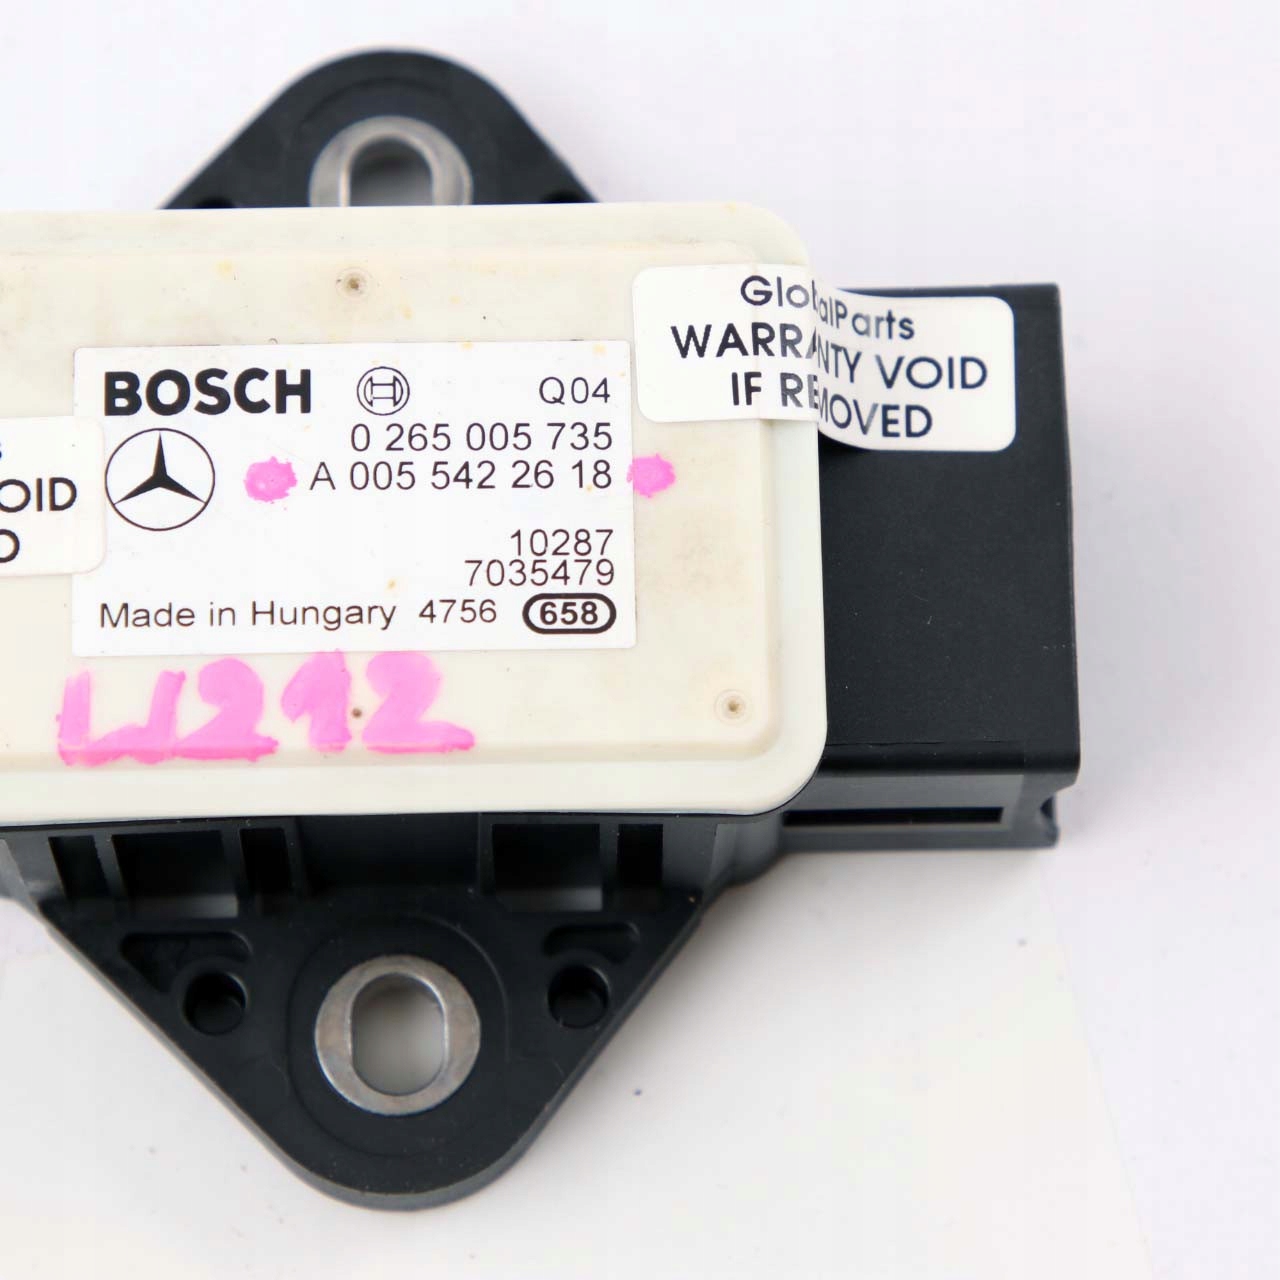 GlobalParts
WARRANTY VOID
IF REMOVED
BOSCH Q04
0 265 005 735
A 005 542 26 18
10287
7035479
Made in Hungary 4756 658
OID
W212